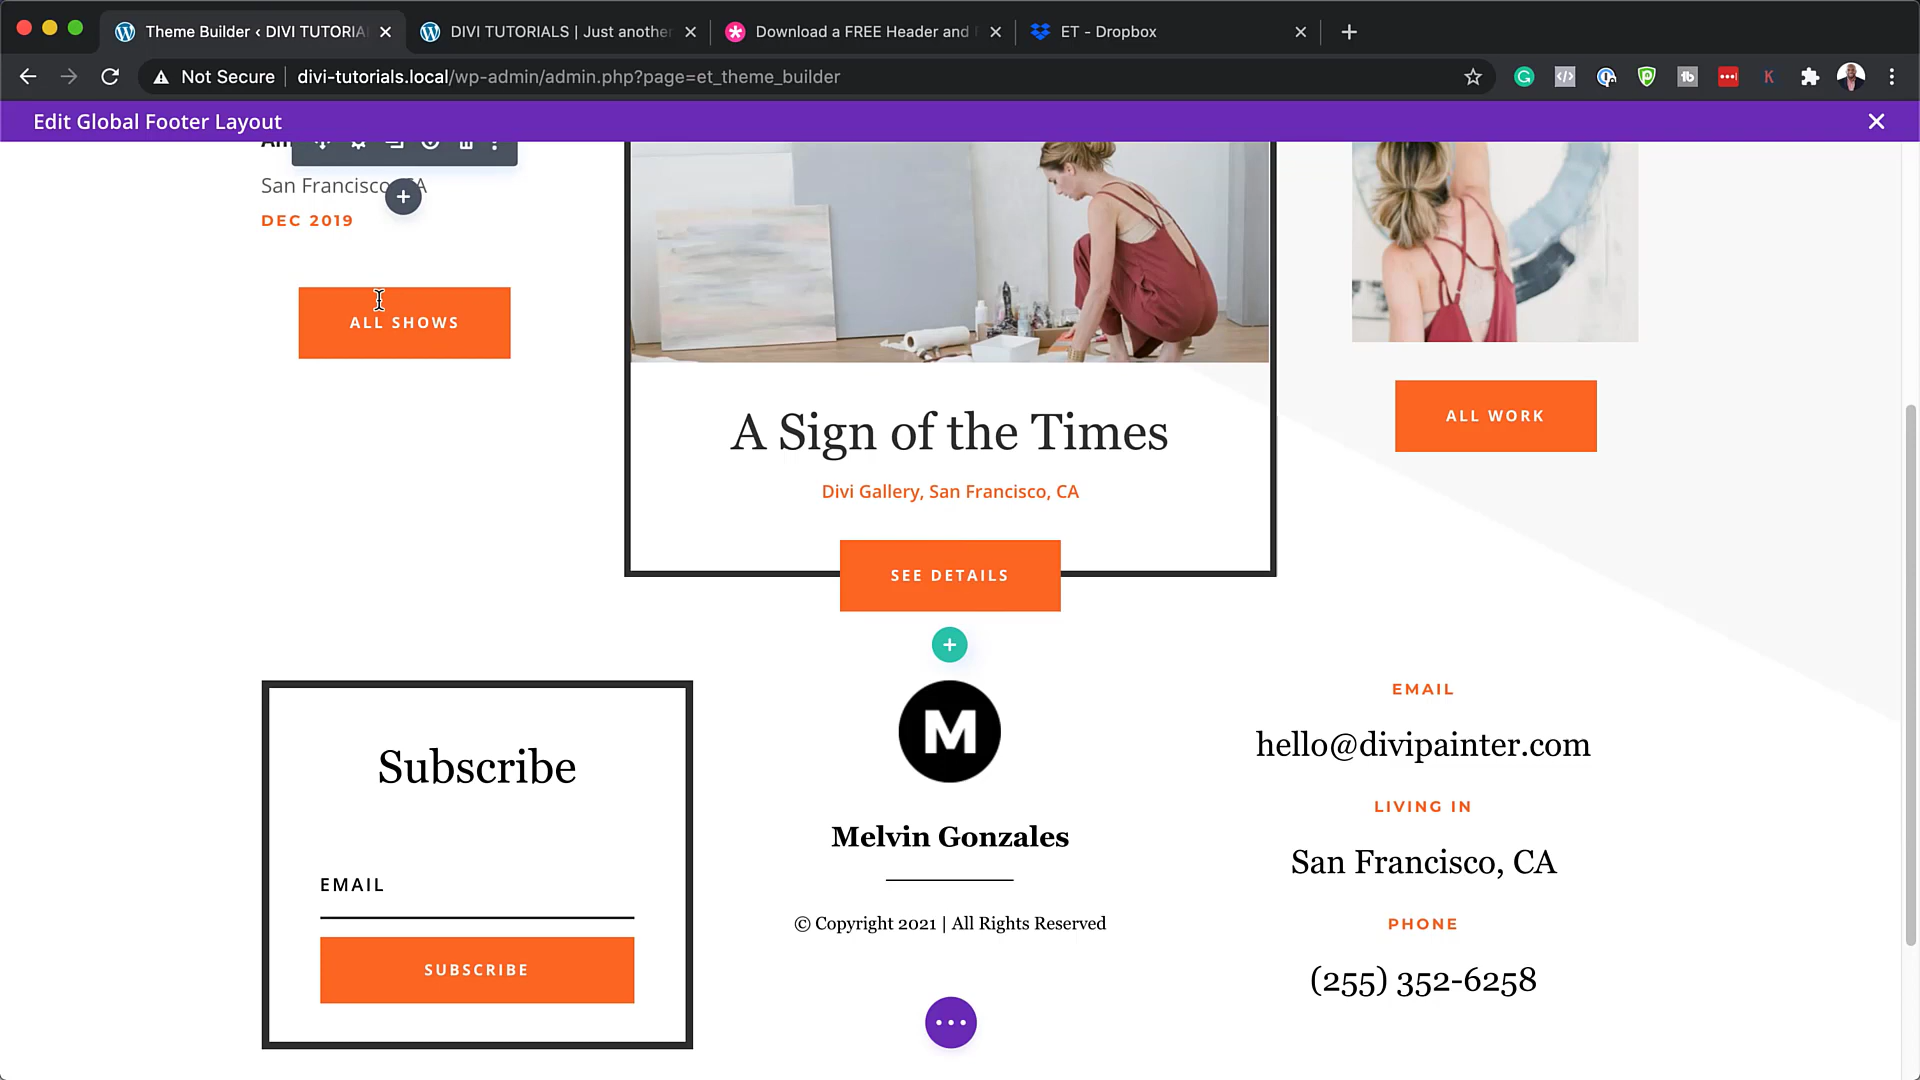 Theme Builder ‹ DIVI TUTORIA
DIVI TUTORIALS | Just anothe
Download a FREE Header and
ET - Dropbox
Not Secure
divi-tutorials.local/wp-admin/admin.php?page=et_theme_builder
Edit Global Footer Layout
San Francisco, CA
DEC 2019
ALL SHOWS
ALL WORK
A Sign of the Times
Divi Gallery, San Francisco, CA
SEE DETAILS
Subscribe
EMAIL
SUBSCRIBE
M
Melvin Gonzales
© Copyright 2021 | All Rights Reserved
EMAIL
hello@divipainter.com
LIVING IN
San Francisco, CA
PHONE
(255) 352-6258